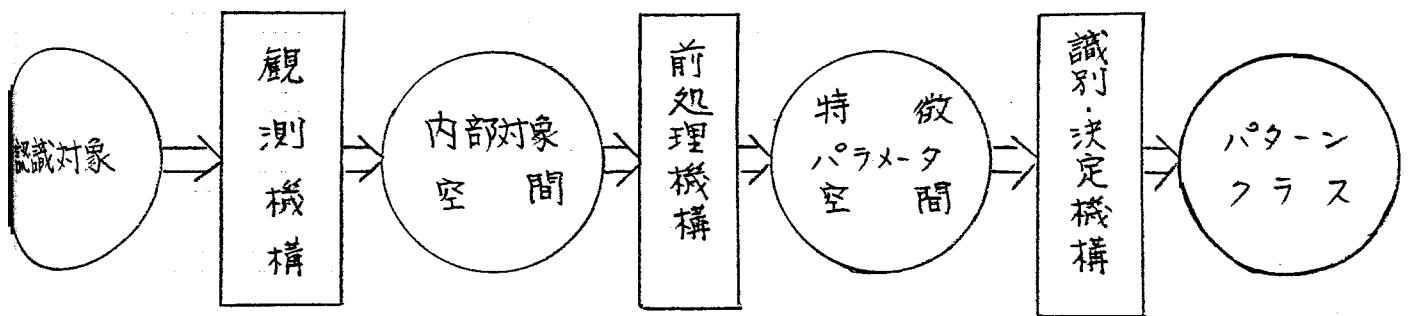 認識対象
観測機構
内部対象
空間
前処理機構
特徴
パラメータ
空間
識別・決定機構
パターン
クラス